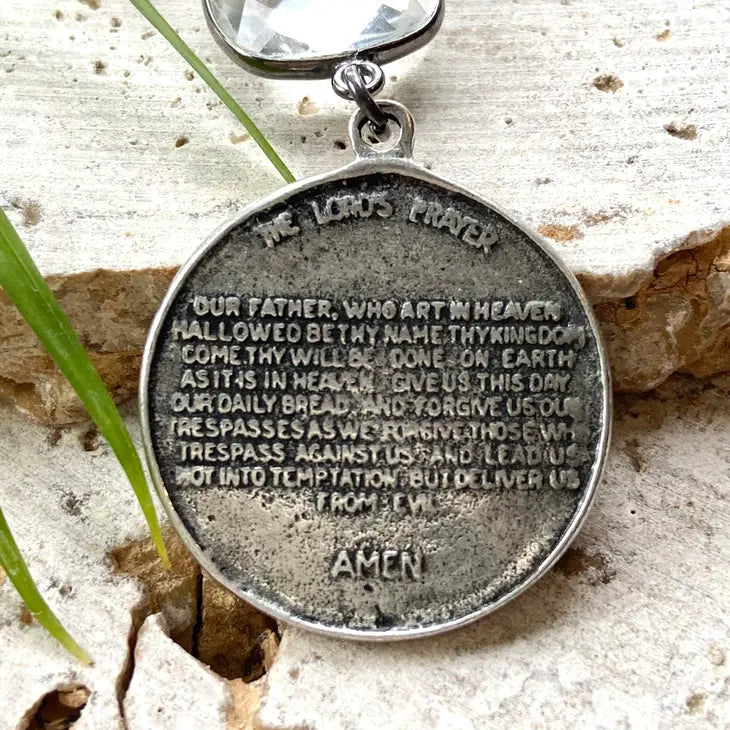 THE LORD'S PRAYER
OUR FATHER, WHO ART IN HEAVEN
HALLOWED BE THY NAME THY KINGDOM
COME, THY WILL BE DONE ON EARTH
AS IT IS IN HEAVEN GIVE US THIS DAY
OUR DAILY BREAD AND FORGIVE US OUR
TRESPASSES AS WE FORGIVE THOSE WHO
TRESPASS AGAINST US AND LEAD US
NOT INTO TEMPTATION BUT DELIVER US
FROM EVIL
AMEN